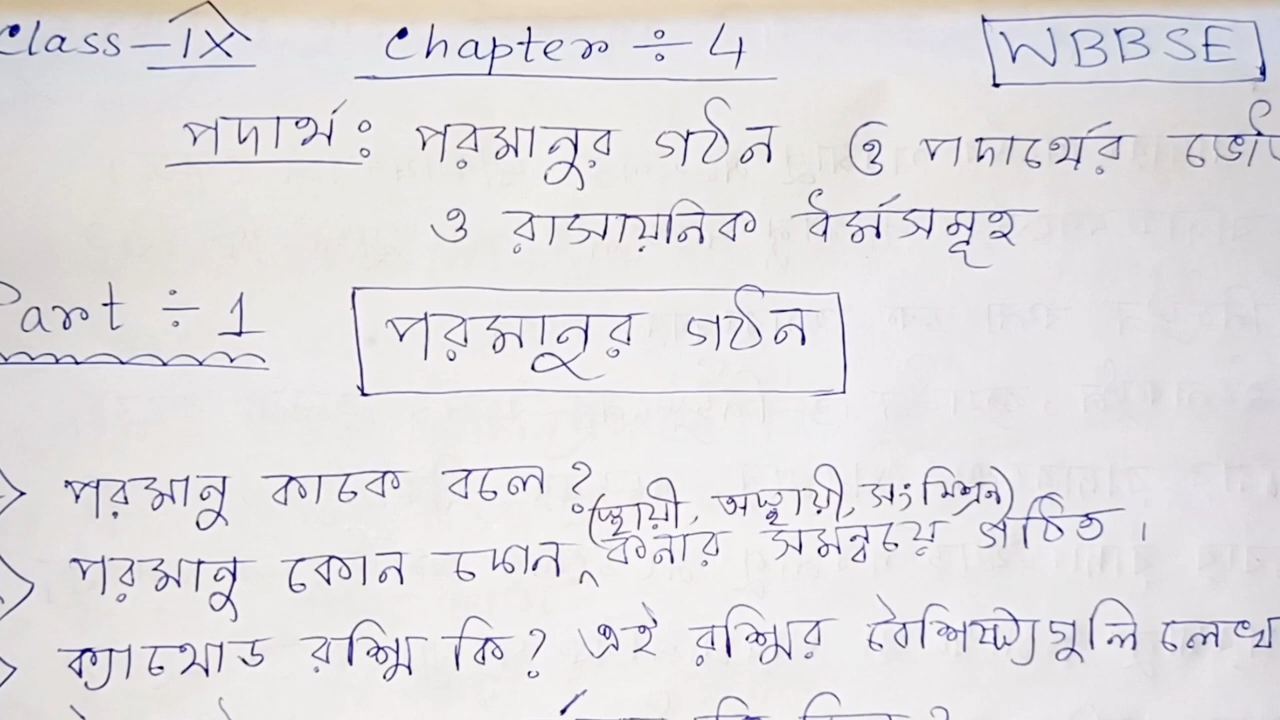 Class-IX Chapter ÷ 4 WBBSE
পদার্থঃ পরমানুর গঠন ও পদার্থের
ও রাসায়নিক ধর্মসমূহ
Part ÷ 1 পরমানুর গঠন
পরমানু কাকে বলে?
(স্থায়ী, অস্থায়ী, সংমিশ্রন)
পরমানু কোন কোন কনার সমন্বয়ে গঠিত।
ক্যাথোড রশ্মি কি? এই রশ্মির বৈশিষ্ট্যগুলি লেখ